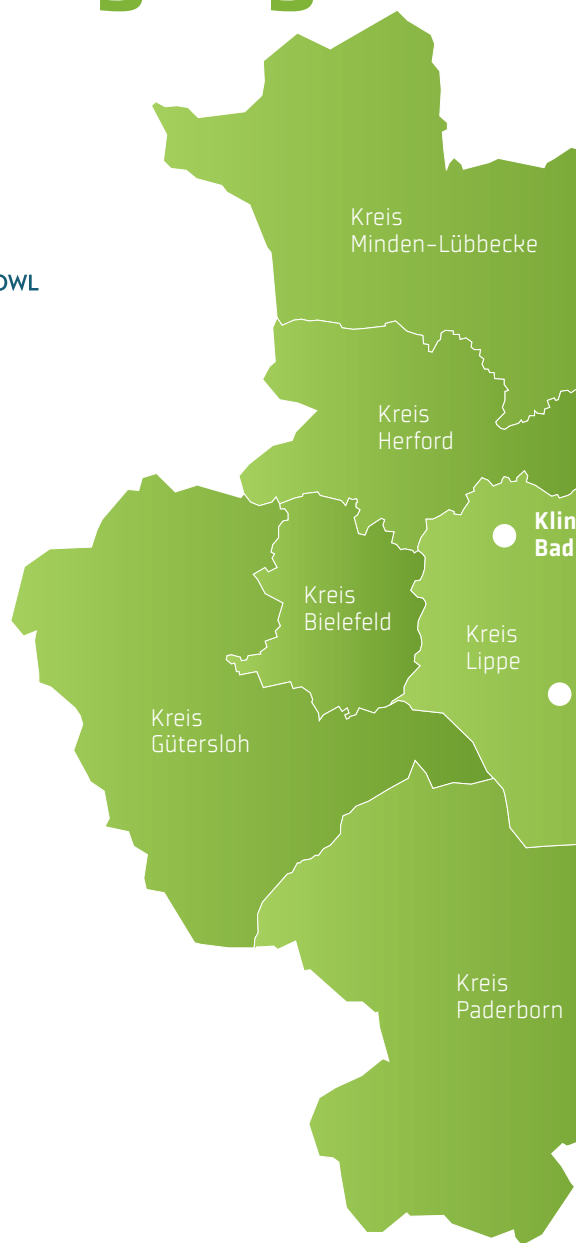 Kreis
Minden-Lübbecke
OWL
Kreis
Herford
Klin
Bad
Kreis
Bielefeld
Kreis
Lippe
Kreis
Gütersloh
Kreis
Paderborn